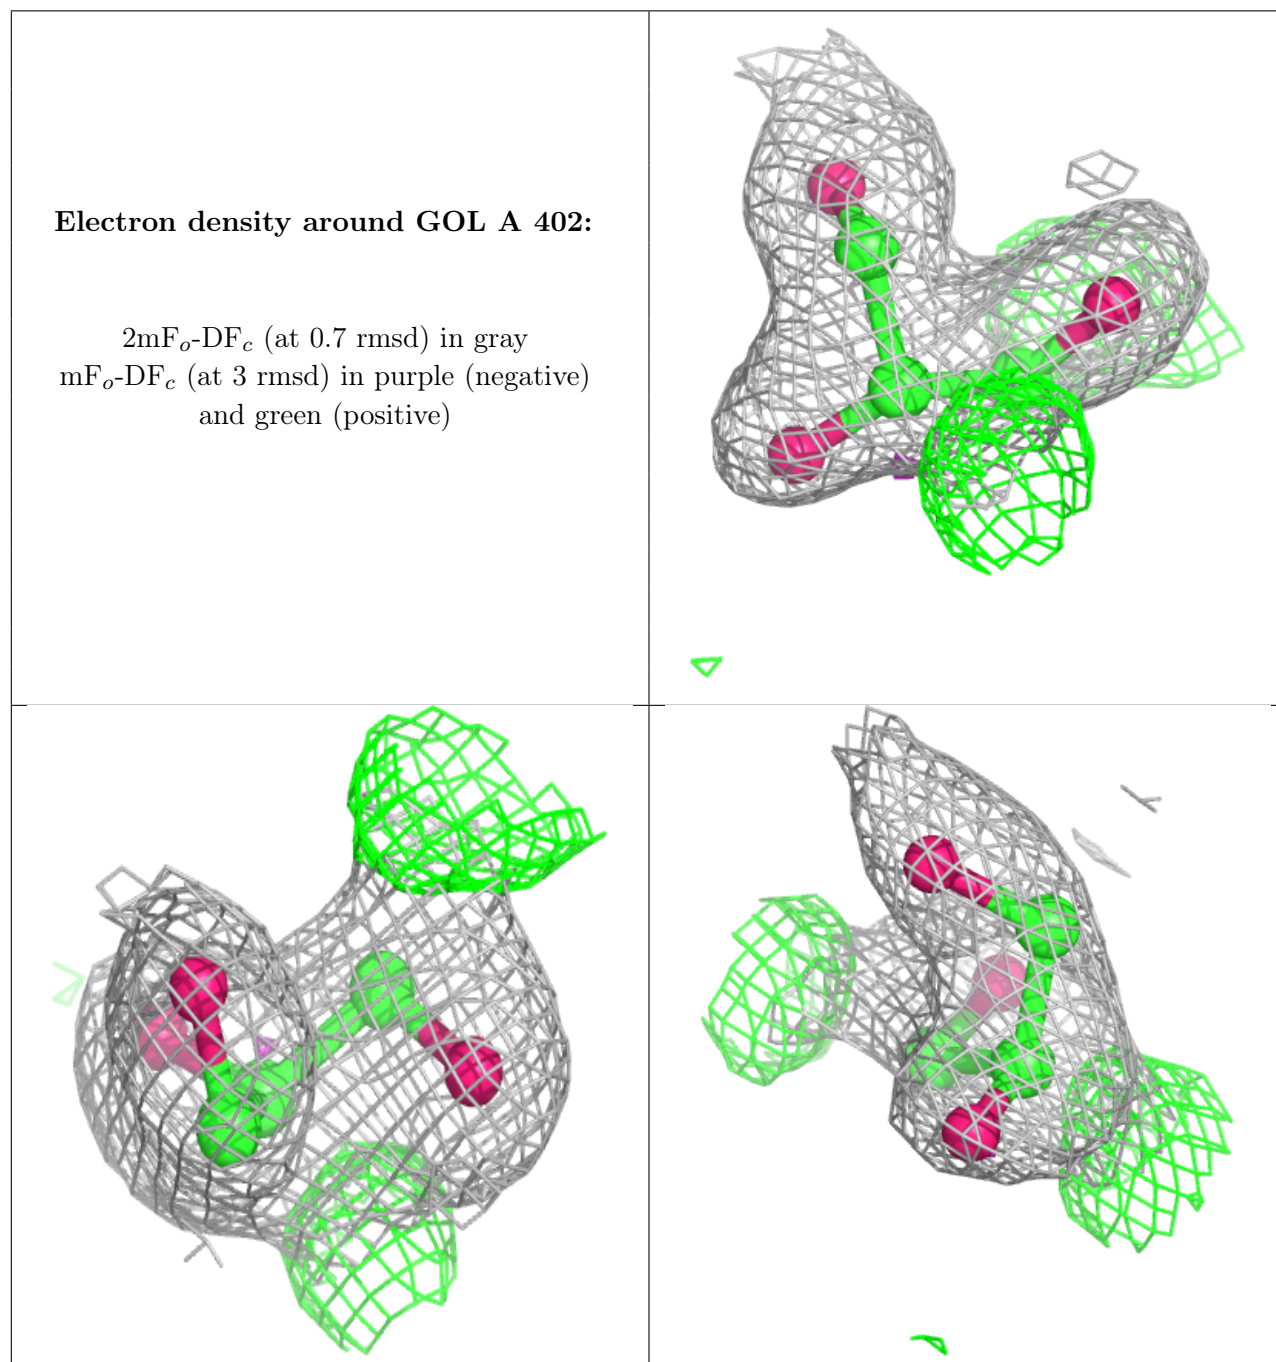 Electron density around GOL A 402:
2mFo-DFc (at 0.7 rmsd) in gray
mFo-DFc (at 3 rmsd) in purple (negative)
and green (positive)